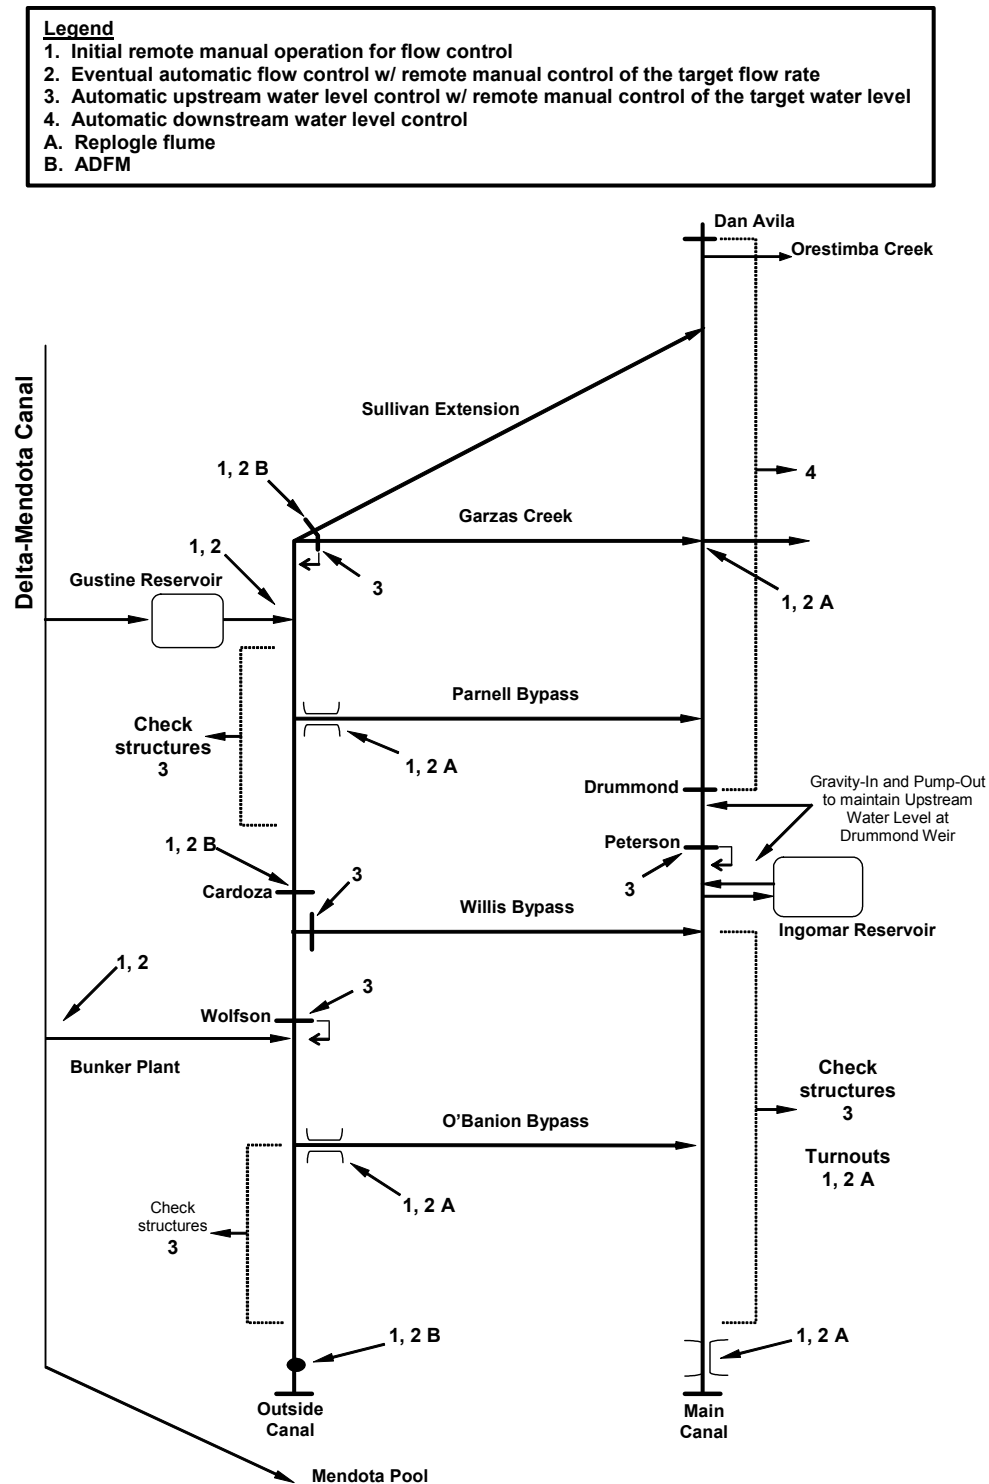 Legend
1. Initial remote manual operation for flow control
2. Eventual automatic flow control w/ remote manual control of the target flow rate
3. Automatic upstream water level control w/ remote manual control of the target water level
4. Automatic downstream water level control
A. Replogle flume
B. ADFM
Dan Avila
Orestimba Creek
Delta-Mendota Canal
Sullivan Extension
1, 2 B
4
Garzas Creek
1, 2
3
Gustine Reservoir
1, 2 A
Parnell Bypass
Check
structures
3
1, 2 A
Drummond
Gravity-In and Pump-Out
to maintain Upstream
Water Level at
Drummond Weir
Peterson
1, 2 B
3
3
Cardoza
Willis Bypass
Ingomar Reservoir
1, 2
3
Wolfson
Bunker Plant
Check
structures
3
O'Banion Bypass
Turnouts
1, 2 A
1, 2 A
Check
structures
3
1, 2 B
1, 2 A
Outside
Canal
Main
Canal
Mendota Pool